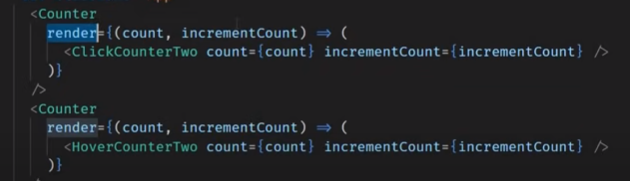 <Counter
render={(count, incrementCount) => (
<ClickCounterTwo count={count} incrementCount={incrementCount} />
)}
/>
<Counter
render={(count, incrementCount) => (
<HoverCounterTwo count={count} incrementCount={incrementCount} />
)}